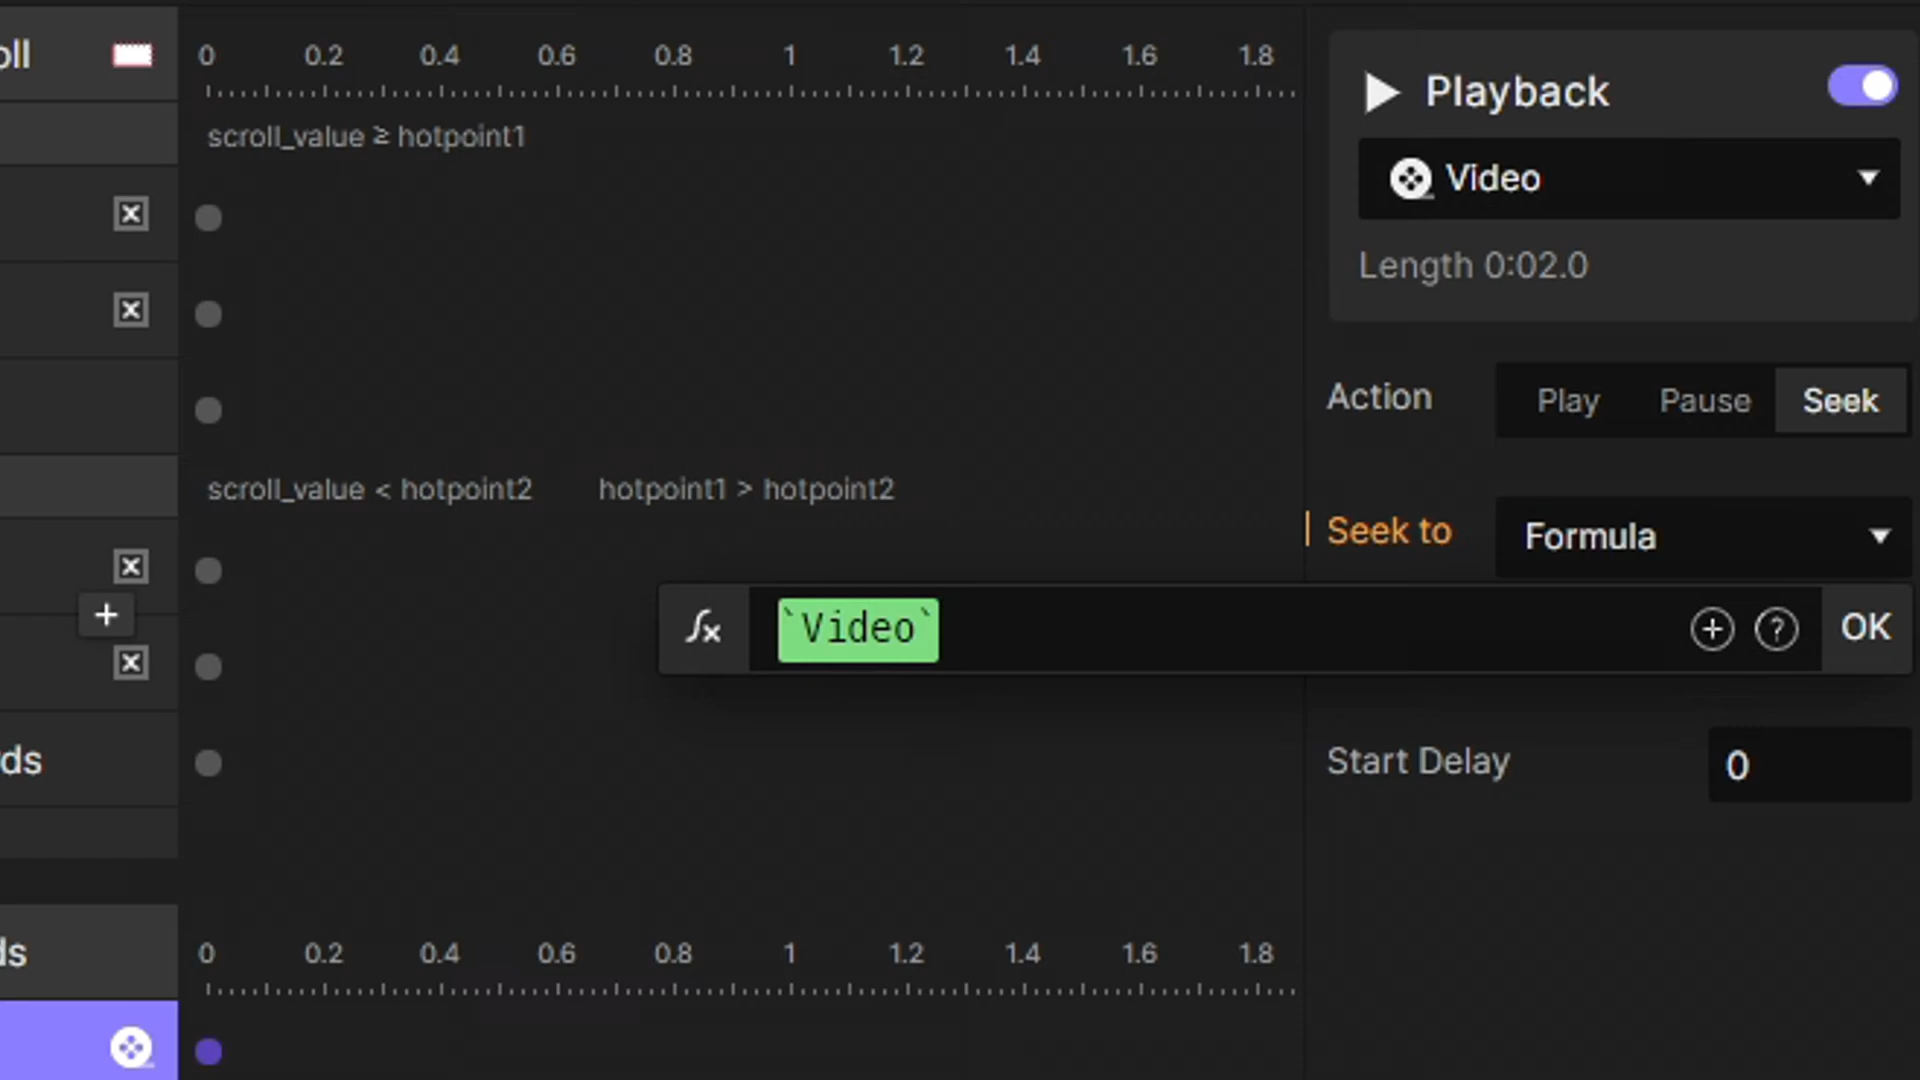 oll
0 0.2 0.4 0.6 0.8 1 1.2 1.4 1.6 1.8
scroll_value ≥ hotpoint1
Playback
Video
Length 0:02.0
Action
Play Pause Seek
scroll_value < hotpoint2 hotpoint1 > hotpoint2
Seek to
Formula
`Video`
OK
ds
Start Delay
0
ds
0 0.2 0.4 0.6 0.8 1 1.2 1.4 1.6 1.8